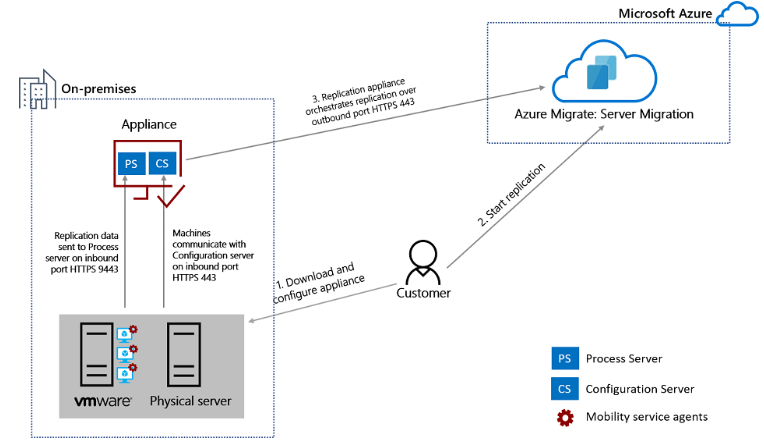 Microsoft Azure
On-premises
Appliance
PS
CS
3. Replication appliance
orchestrates replication over
outbound port HTTPS 443
Azure Migrate: Server Migration
Replication data
sent to Process
server on inbound
port HTTPS 9443
Machines
communicate with
Configuration server
on inbound port
HTTPS 443
2. Start replication
1. Download and
configure appliance
Customer
vmware
Physical server
PS
Process Server
CS
Configuration Server
Mobility service agents